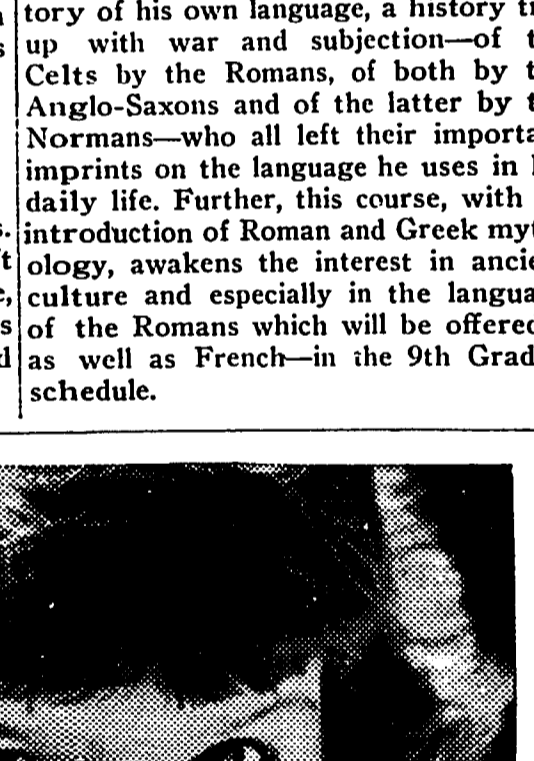 tory of his own language, a history
up with war and subjection—of
Celts by the Romans, of both by
Anglo-Saxons and of the latter by
Normans—who all left their
imprints on the language he uses in
daily life. Further, this course, with
introduction of Roman and Greek
ology, awakens the interest in
culture and especially in the
of the Romans which will be
as well as French—in the 9th
schedule.